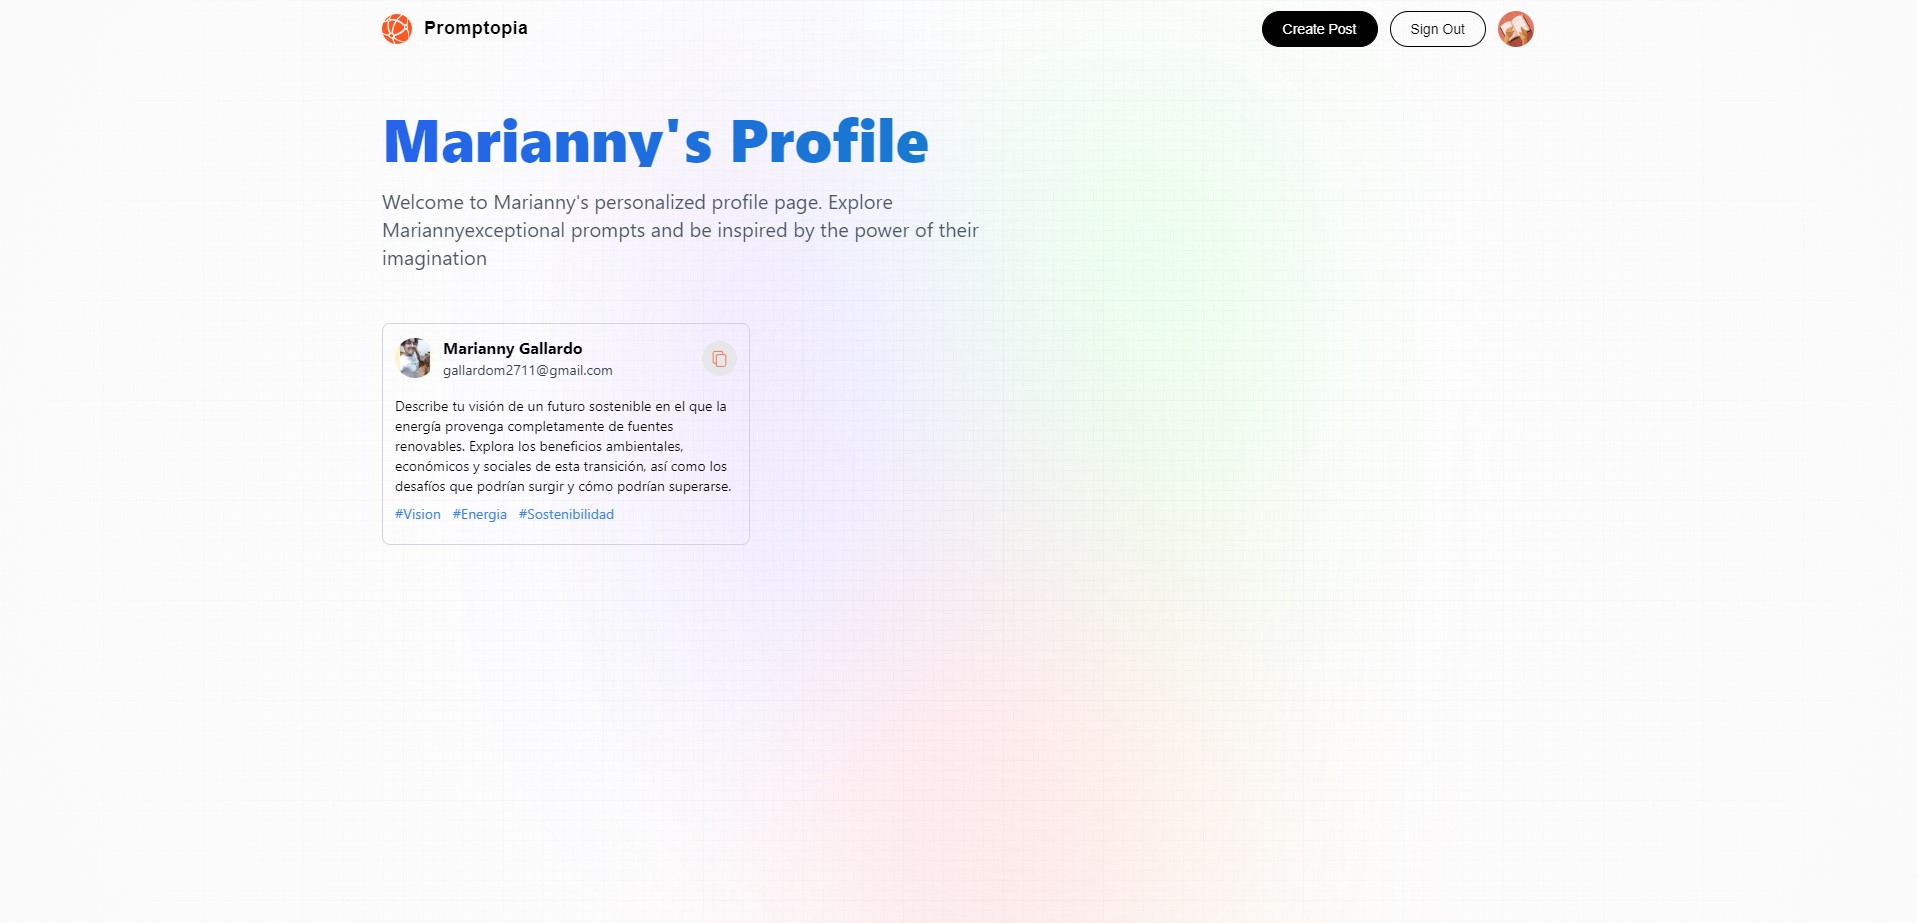 Promptopia
Create Post
Sign Out
Marianny's Profile
Welcome to Marianny's personalized profile page. Explore
Mariannyexceptional prompts and be inspired by the power of their
imagination
Marianny Gallardo
gallardom2711@gmail.com
Describe tu visión de un futuro sostenible en el que la
energía provenga completamente de fuentes
renovables. Explora los beneficios ambientales,
económicos y sociales de esta transición, así como los
desafíos que podrían surgir y cómo podrían superarse.
#Vision #Energia #Sostenibilidad